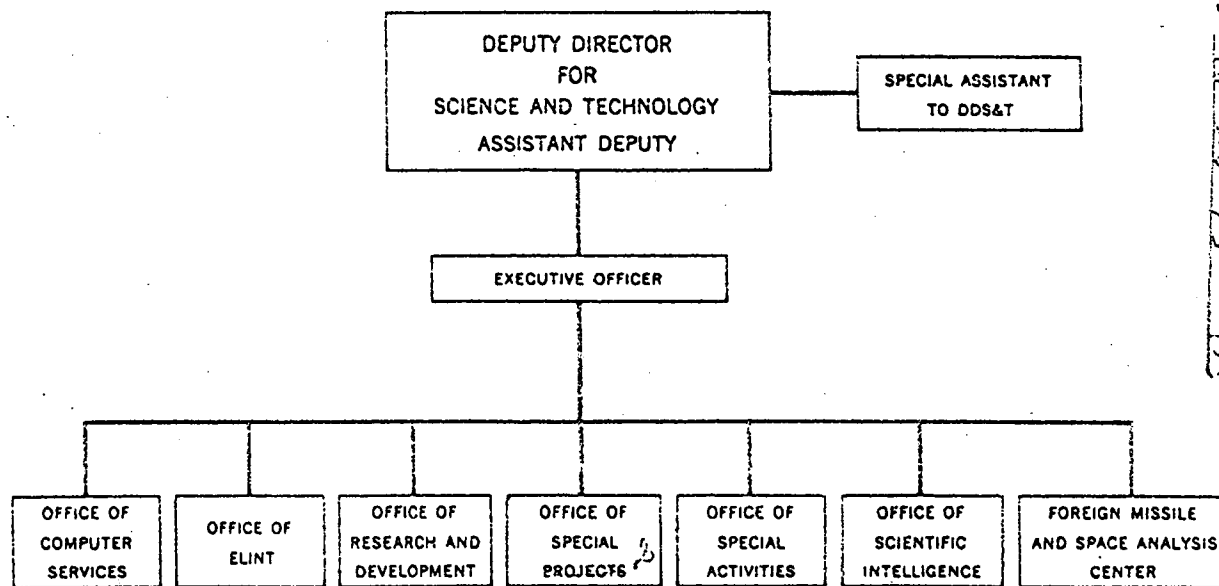 DEPUTY DIRECTOR
FOR
SCIENCE AND TECHNOLOGY
ASSISTANT DEPUTY
SPECIAL ASSISTANT
TO DDS&T
EXECUTIVE OFFICER
OFFICE OF
COMPUTER
SERVICES
OFFICE OF
ELINT
OFFICE OF
RESEARCH AND
DEVELOPMENT
OFFICE OF
SPECIAL
PROJECTS
OFFICE OF
SPECIAL
ACTIVITIES
OFFICE OF
SCIENTIFIC
INTELLIGENCE
FOREIGN MISSILE
AND SPACE ANALYSIS
CENTER